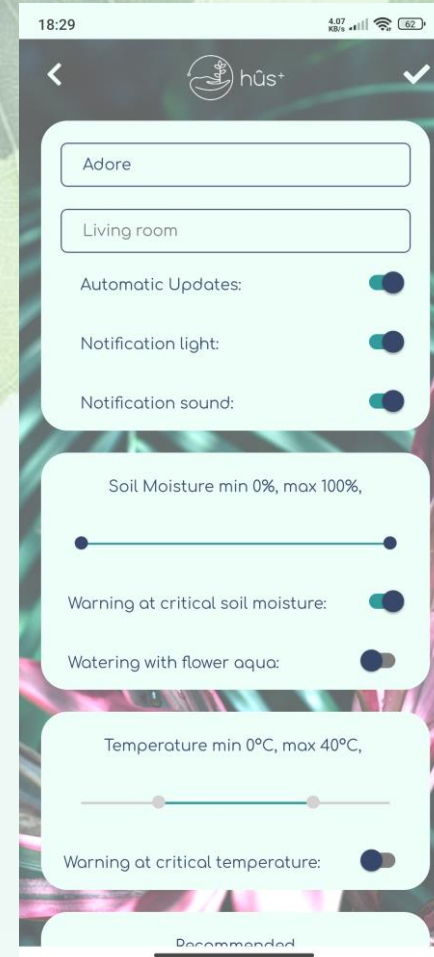 18:29
4.07
KB/s
62
hûs+
Adore
Living room
Automatic Updates:
Notification light:
Notification sound:
Soil Moisture min 0%, max 100%,
Warning at critical soil moisture:
Watering with flower aqua:
Temperature min 0°C, max 40°C,
Warning at critical temperature:
Recommended